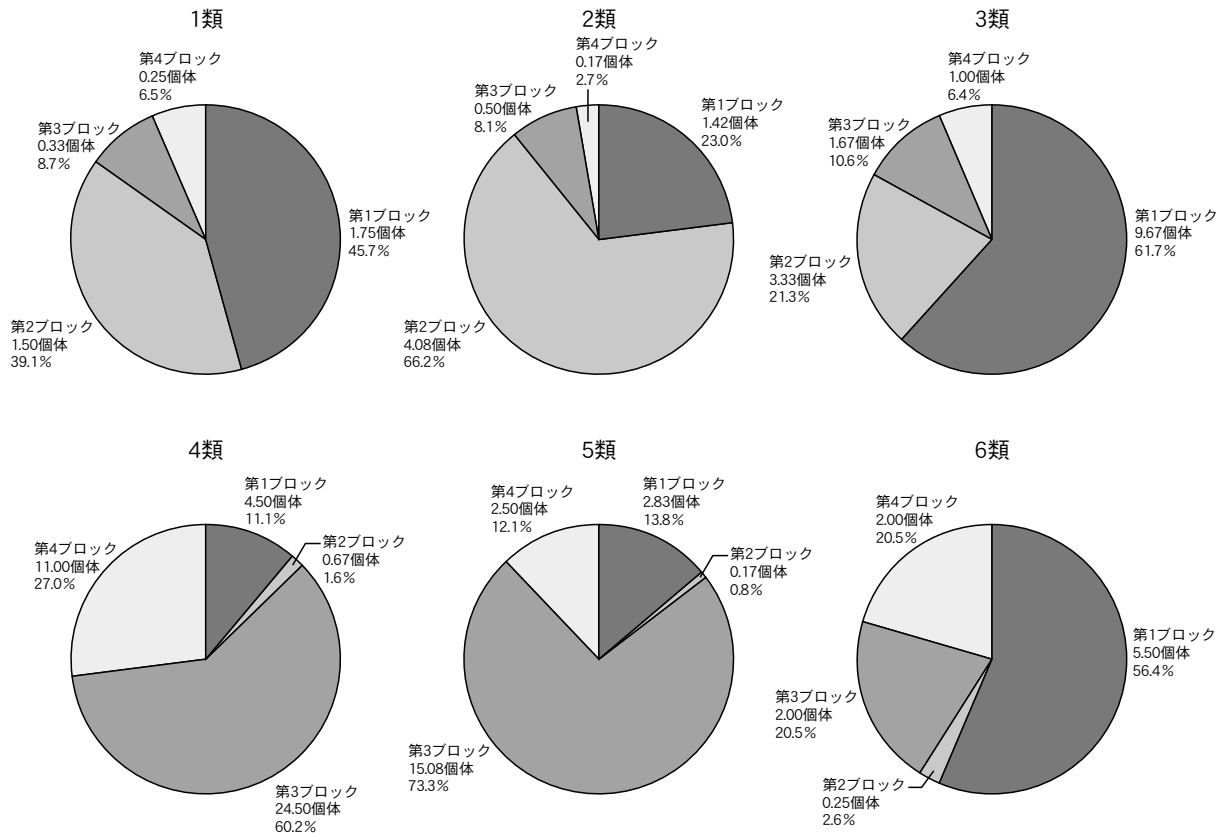 1類
第4ブロック
0.25個体
6.5%
第3ブロック
0.33個体
8.7%
第1ブロック
1.75個体
45.7%
第2ブロック
1.50個体
39.1%
2類
第4ブロック
0.17個体
2.7%
第3ブロック
0.50個体
8.1%
第1ブロック
1.42個体
23.0%
第2ブロック
4.08個体
66.2%
3類
第4ブロック
1.00個体
6.4%
第3ブロック
1.67個体
10.6%
第1ブロック
9.67個体
61.7%
第2ブロック
3.33個体
21.3%
4類
第1ブロック
4.50個体
11.1%
第2ブロック
0.67個体
1.6%
第4ブロック
11.00個体
27.0%
第3ブロック
24.50個体
60.2%
5類
第4ブロック
2.50個体
12.1%
第1ブロック
2.83個体
13.8%
第2ブロック
0.17個体
0.8%
第3ブロック
15.08個体
73.3%
6類
第4ブロック
2.00個体
20.5%
第1ブロック
5.50個体
56.4%
第3ブロック
2.00個体
20.5%
第2ブロック
0.25個体
2.6%